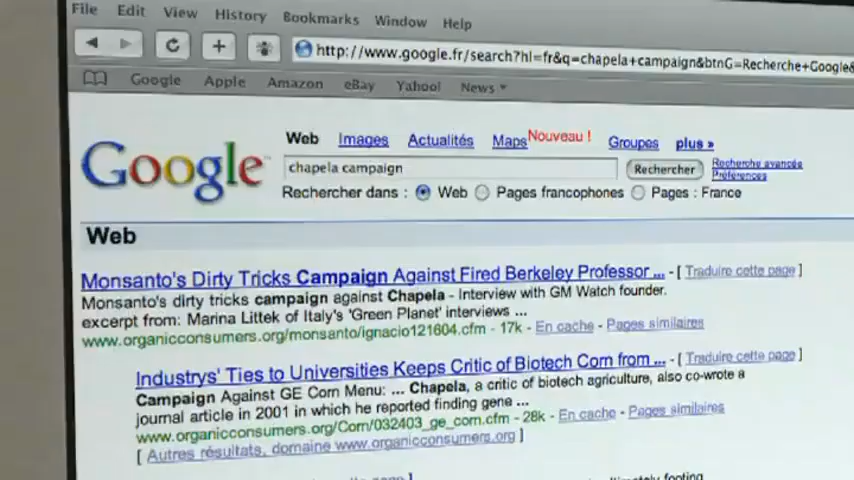 File Edit View History Bookmarks Window Help
http://www.google.fr/search?hl=fr&q=chapela+campaign&btnG=Recherche+Google&
Google Apple Amazon eBay Yahoo! News
Google™ Web Images Actualités Maps Nouveau ! Groupes plus »
chapela campaign Rechercher Recherche avancée
Préférences
Rechercher dans : Web Pages francophones Pages : France
Web
Monsanto's Dirty Tricks Campaign Against Fired Berkeley Professor ... - [ Traduire cette page ]
Monsanto's dirty tricks campaign against Chapela - Interview with GM Watch founder.
excerpt from: Marina Littek of Italy's 'Green Planet' interviews ...
www.organicconsumers.org/monsanto/ignacio121604.cfm - 17k - En cache - Pages similaires
Industrys' Ties to Universities Keeps Critic of Biotech Corn from ... - [ Traduire cette page ]
Campaign Against GE Corn Menu: ... Chapela, a critic of biotech agriculture, also co-wrote a
journal article in 2001 in which he reported finding gene ...
www.organicconsumers.org/Corn/032403_ge_corn.cfm - 28k - En cache - Pages similaires
[ Autres résultats, domaine www.organicconsumers.org ]